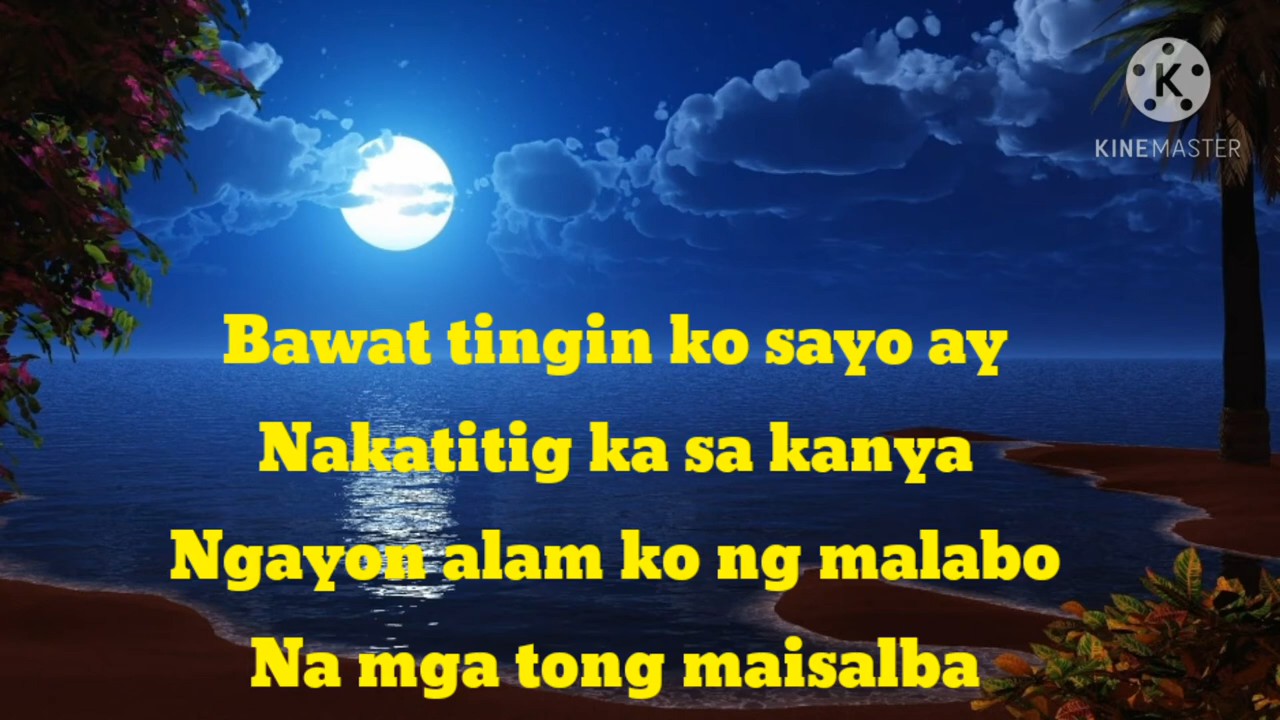 K
KINEMASTER
Bawat tingin ko sayo ay
Nakatitig ka sa kanya
Ngayon alam ko ng malabo
Na mga tong maisalba